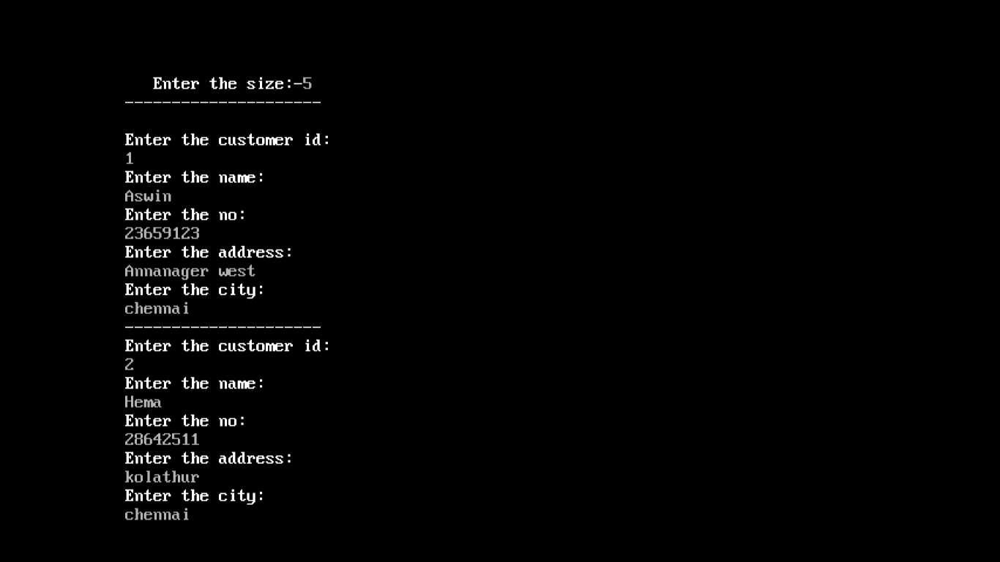 Enter the size:-5
---------------------
Enter the customer id:
1
Enter the name:
Aswin
Enter the no:
23659123
Enter the address:
Annanager west
Enter the city:
chennai
---------------------
Enter the customer id:
2
Enter the name:
Hema
Enter the no:
28642511
Enter the address:
kolathur
Enter the city:
chennai